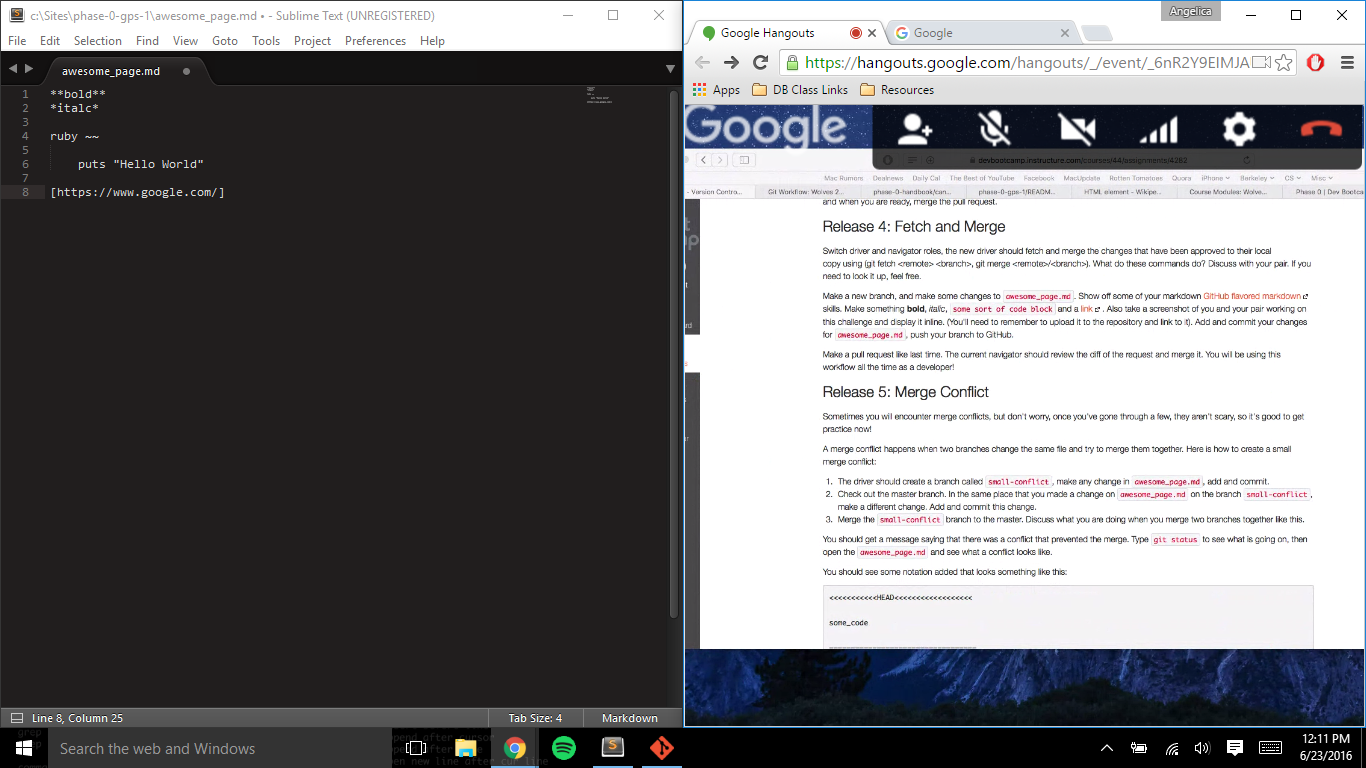 c:\Sites\phase-0-gps-1\awesome_page.md • - Sublime Text (UNREGISTERED)
File Edit Selection Find View Goto Tools Project Preferences Help
awesome_page.md
1 **bold**
2 *italc*
3
4 ruby ~~
5
6 puts "Hello World"
7
8 [https://www.google.com/]
Line 8, Column 25
Tab Size: 4
Markdown
Angelica
Google Hangouts
Google
https://hangouts.google.com/hangouts/_/event/_6nR2Y9EIMJA
Apps DB Class Links Resources
Google
devbootcamp.instructure.com/courses/44/assignments/4282
Mac Rumors Dealnews Daily Cal The Best of YouTube Facebook MacUpdate Rotten Tomatoes Quora iPhone Berkeley CS Misc
- Version Contro... Git Workflow: Wolves 2... phase-0-handbook/can... phase-0-gps-1/READM... HTML element - Wikipe... Course Modules: Wolve... Phase 0 | Dev Bootca
and when you are ready, merge the pull request.
Release 4: Fetch and Merge
Switch driver and navigator roles, the new driver should fetch and merge the changes that have been approved to their local
copy using (git fetch <remote> <branch>, git merge <remote>/<branch>). What do these commands do? Discuss with your pair. If you
need to look it up, feel free.
Make a new branch, and make some changes to awesome_page.md. Show off some of your markdown GitHub flavored markdown
skills. Make something bold, italic, some sort of code block and a link. Also take a screenshot of you and your pair working on
this challenge and display it inline. (You'll need to remember to upload it to the repository and link to it). Add and commit your changes
for awesome_page.md, push your branch to GitHub.
Make a pull request like last time. The current navigator should review the diff of the request and merge it. You will be using this
workflow all the time as a developer!
Release 5: Merge Conflict
Sometimes you will encounter merge conflicts, but don't worry, once you've gone through a few, they aren't scary, so it's good to get
practice now!
A merge conflict happens when two branches change the same file and try to merge them together. Here is how to create a small
merge conflict:
1. The driver should create a branch called small-conflict, make any change in awesome_page.md, add and commit.
2. Check out the master branch. In the same place that you made a change on awesome_page.md on the branch small-conflict,
make a different change. Add and commit this change.
3. Merge the small-conflict branch to the master. Discuss what you are doing when you merge two branches together like this.
You should get a message saying that there was a conflict that prevented the merge. Type git status to see what is going on, then
open the awesome_page.md and see what a conflict looks like.
You should see some notation added that looks something like this:
<<<<<<<<<<<HEAD<<<<<<<<<<<<<<<<<<
some_code
Search the web and Windows
12:11 PM
6/23/2016